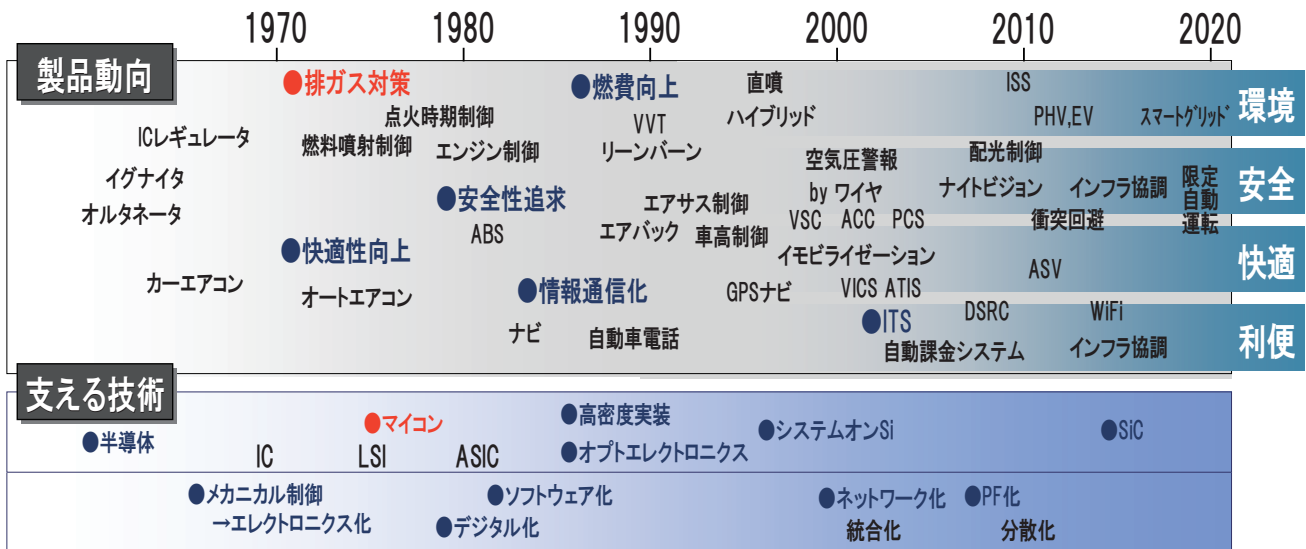 1970 1980 1990 2000 2010 2020
製品動向
●排ガス対策 ●燃費向上 直噴 ISS 環境
点火時期制御 VVT ハイブリッド PHV,EV スマートグリッド
ICレギュレータ 燃料噴射制御 エンジン制御 リーンバーン 空気圧警報 配光制御 安全
イグナイタ ●安全性追求 by ワイヤ ナイトビジョン インフラ協調 限定
自動
運転
オルタネータ ABS エアバック エアサス制御 VSC ACC PCS 衝突回避
車高制御
●快適性向上 イモビライゼーション ASV 快適
カーエアコン オートエアコン ●情報通信化 GPSナビ VICS ATIS
ナビ 自動車電話 ●ITS DSRC WiFi 利便
自動課金システム インフラ協調
支える技術
●半導体 ●マイコン ●高密度実装 ●システムオンSi ●SiC
IC LSI ASIC ●オプトエレクトロニクス
●メカニカル制御 ●ソフトウェア化 ●ネットワーク化 ●PF化
→エレクトロニクス化 ●デジタル化 統合化 分散化